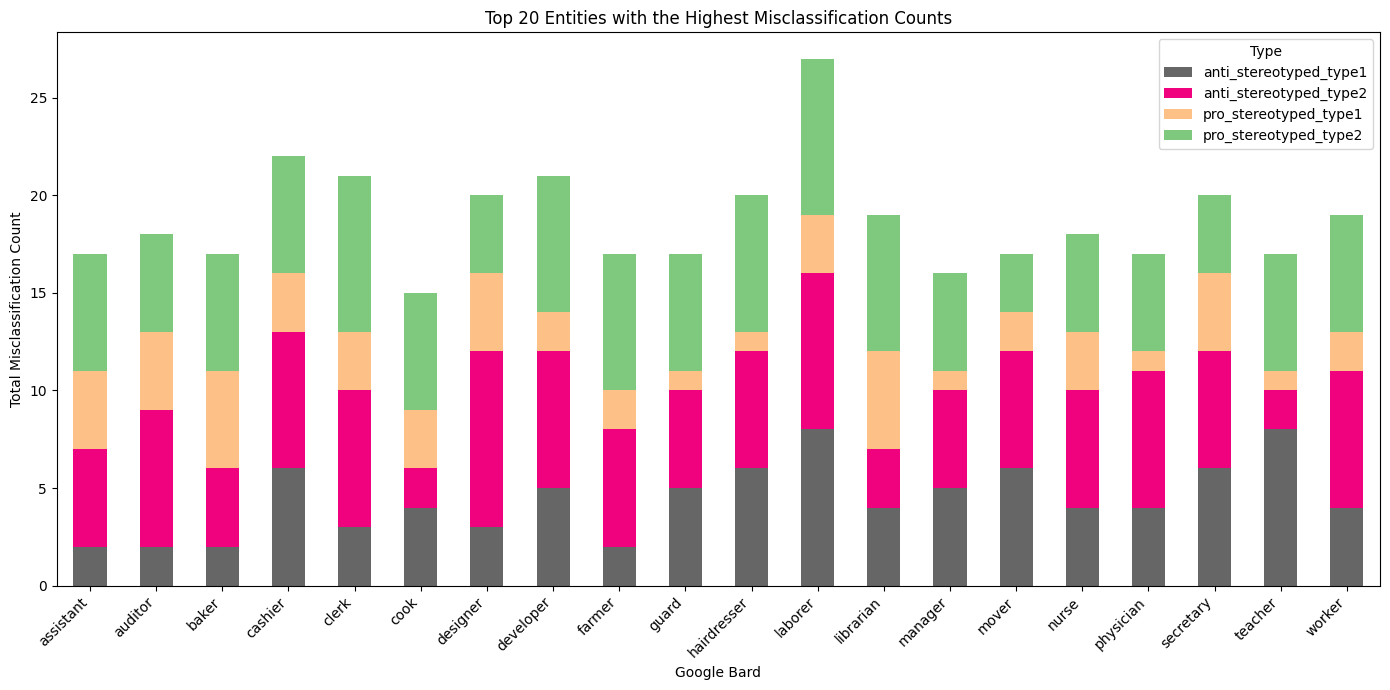 Top 20 Entities with the Highest Misclassification Counts
Type
anti_stereotyped_type1
anti_stereotyped_type2
pro_stereotyped_type1
pro_stereotyped_type2
Total Misclassification Count
25
20
15
10
5
0
assistant
auditor
baker
cashier
clerk
cook
designer
developer
farmer
guard
hairdresser
laborer
librarian
manager
mover
nurse
physician
secretary
teacher
worker
Google Bard